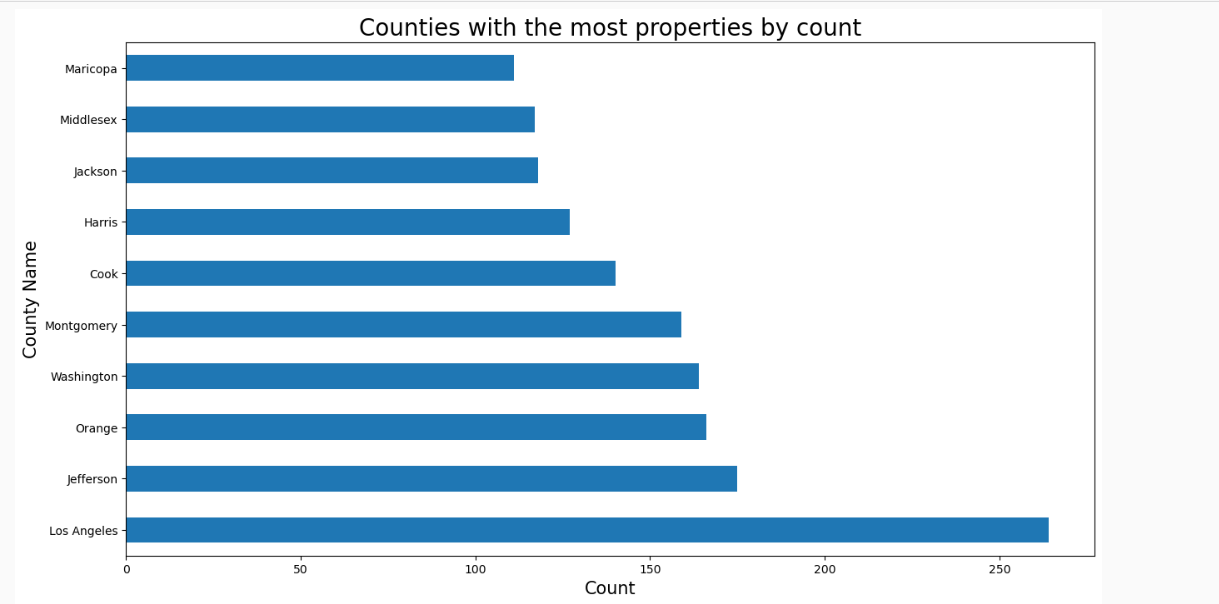 Counties with the most properties by count
Maricopa
Middlesex
Jackson
Harris
Cook
Montgomery
Washington
Orange
Jefferson
Los Angeles
County Name
0 50 100 150 200 250
Count